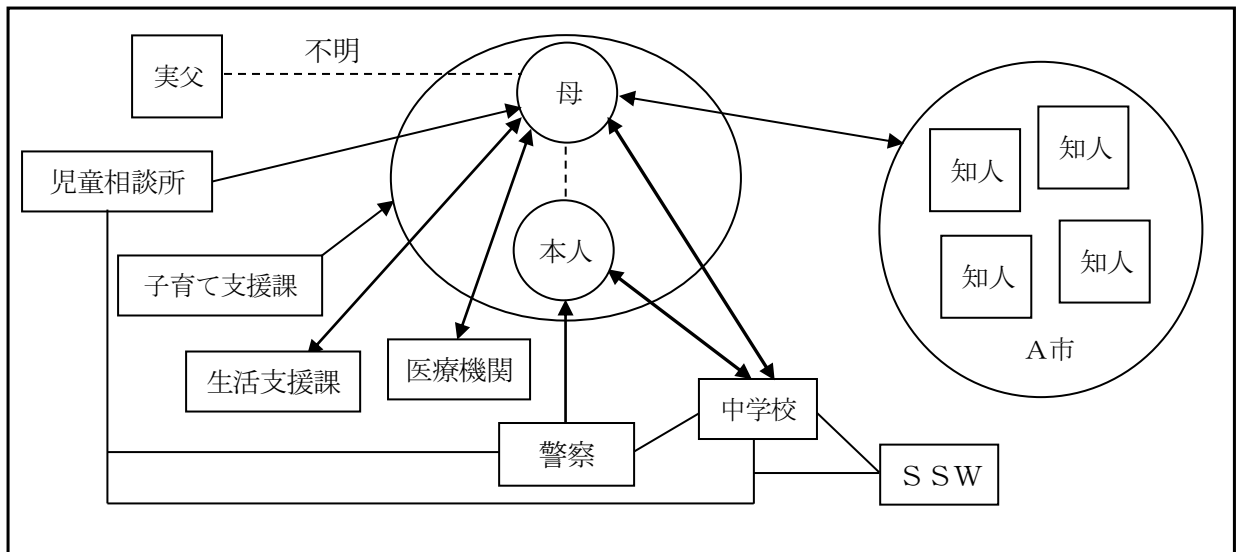 不明
実父
母
知人
知人
児童相談所
本人
知人
知人
子育て支援課
A市
生活支援課
医療機関
中学校
警察
ＳＳＷ